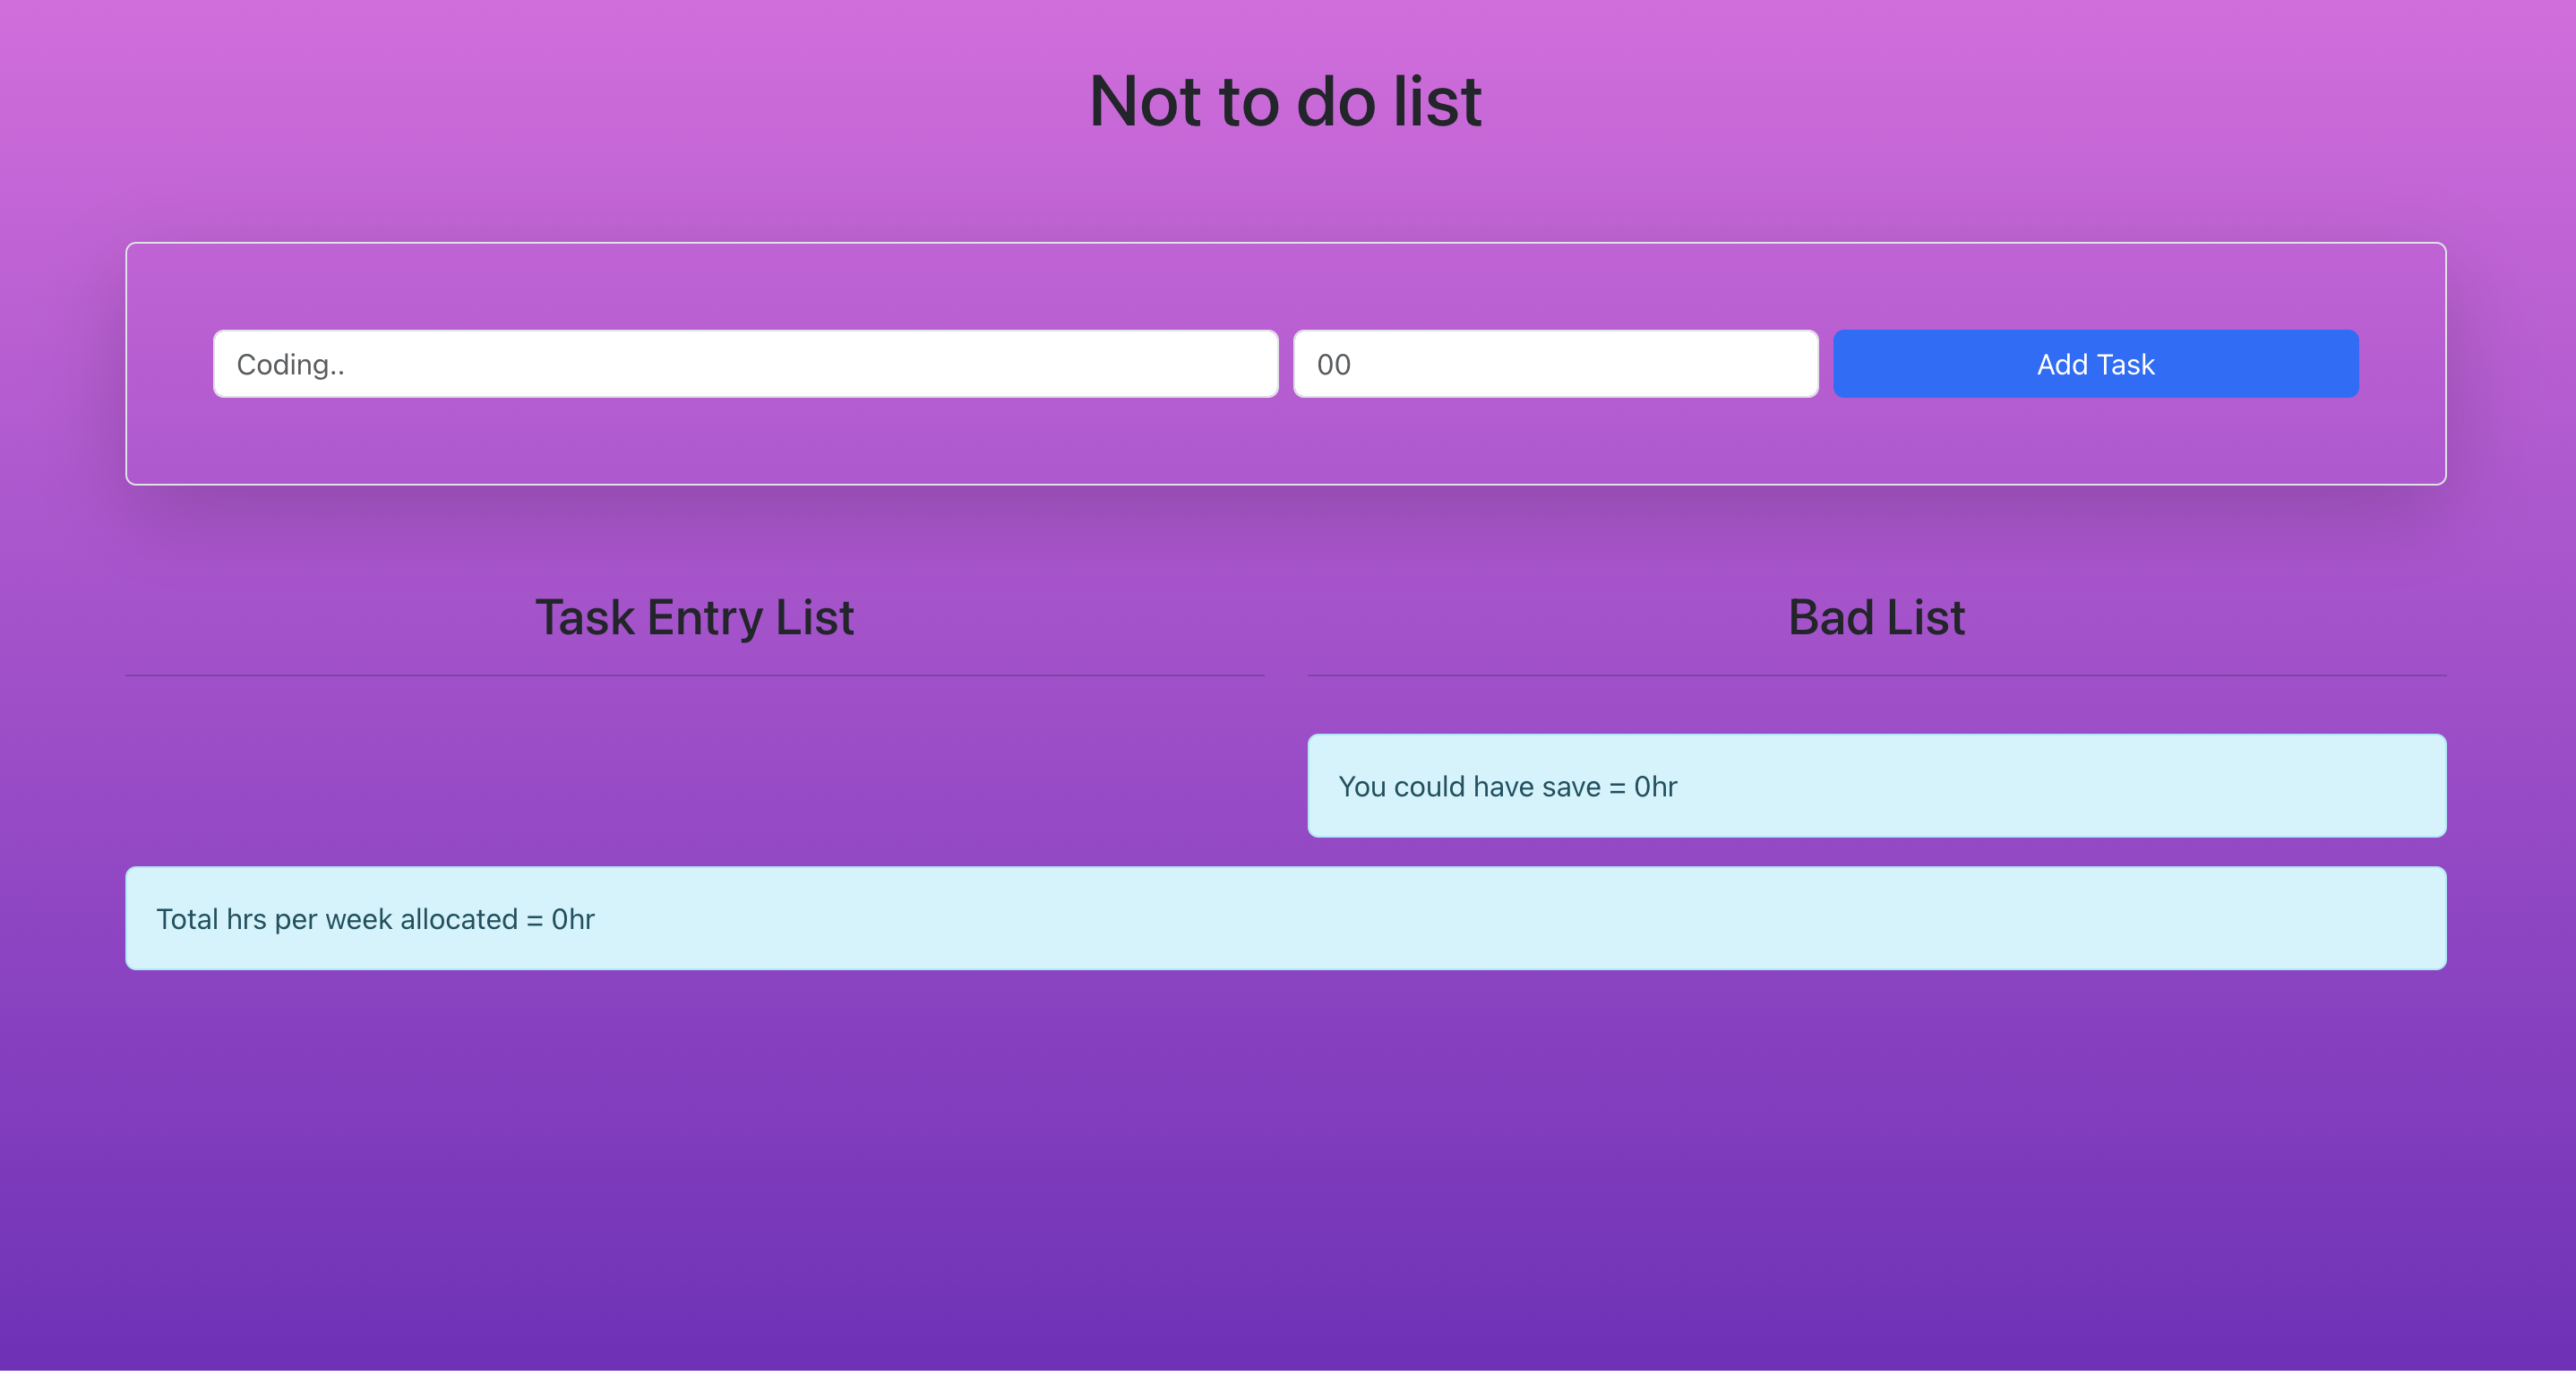 Not to do list
Coding..
00
Add Task
Task Entry List
Bad List
You could have save = 0hr
Total hrs per week allocated = 0hr